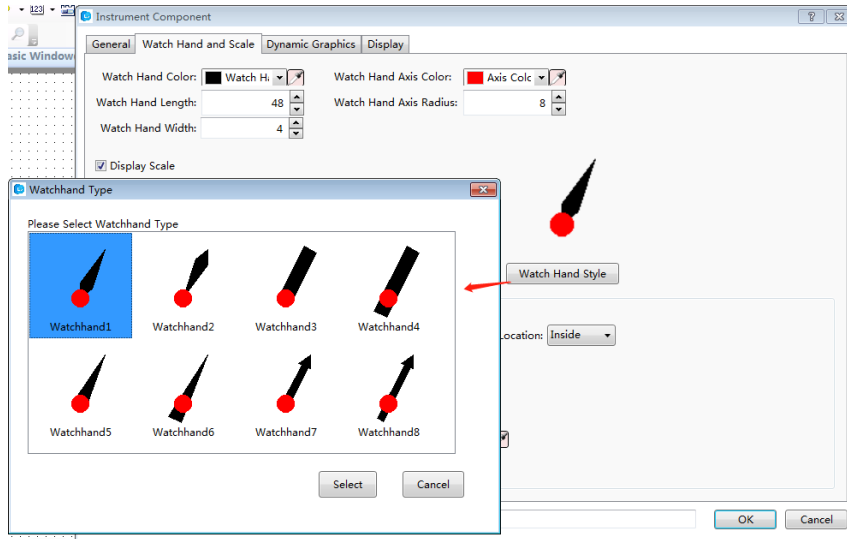 123
Instrument Component
asic Window
General Watch Hand and Scale Dynamic Graphics Display
Watch Hand Color: Watch H Watch Hand Axis Color: Axis Colc
Watch Hand Length: 48 Watch Hand Axis Radius: 8
Watch Hand Width: 4
Display Scale
Watchhand Type
Please Select Watchhand Type
Watch Hand Style
Watchhand1 Watchhand2 Watchhand3 Watchhand4
ocation: Inside
Watchhand5 Watchhand6 Watchhand7 Watchhand8
Select Cancel
OK Cancel